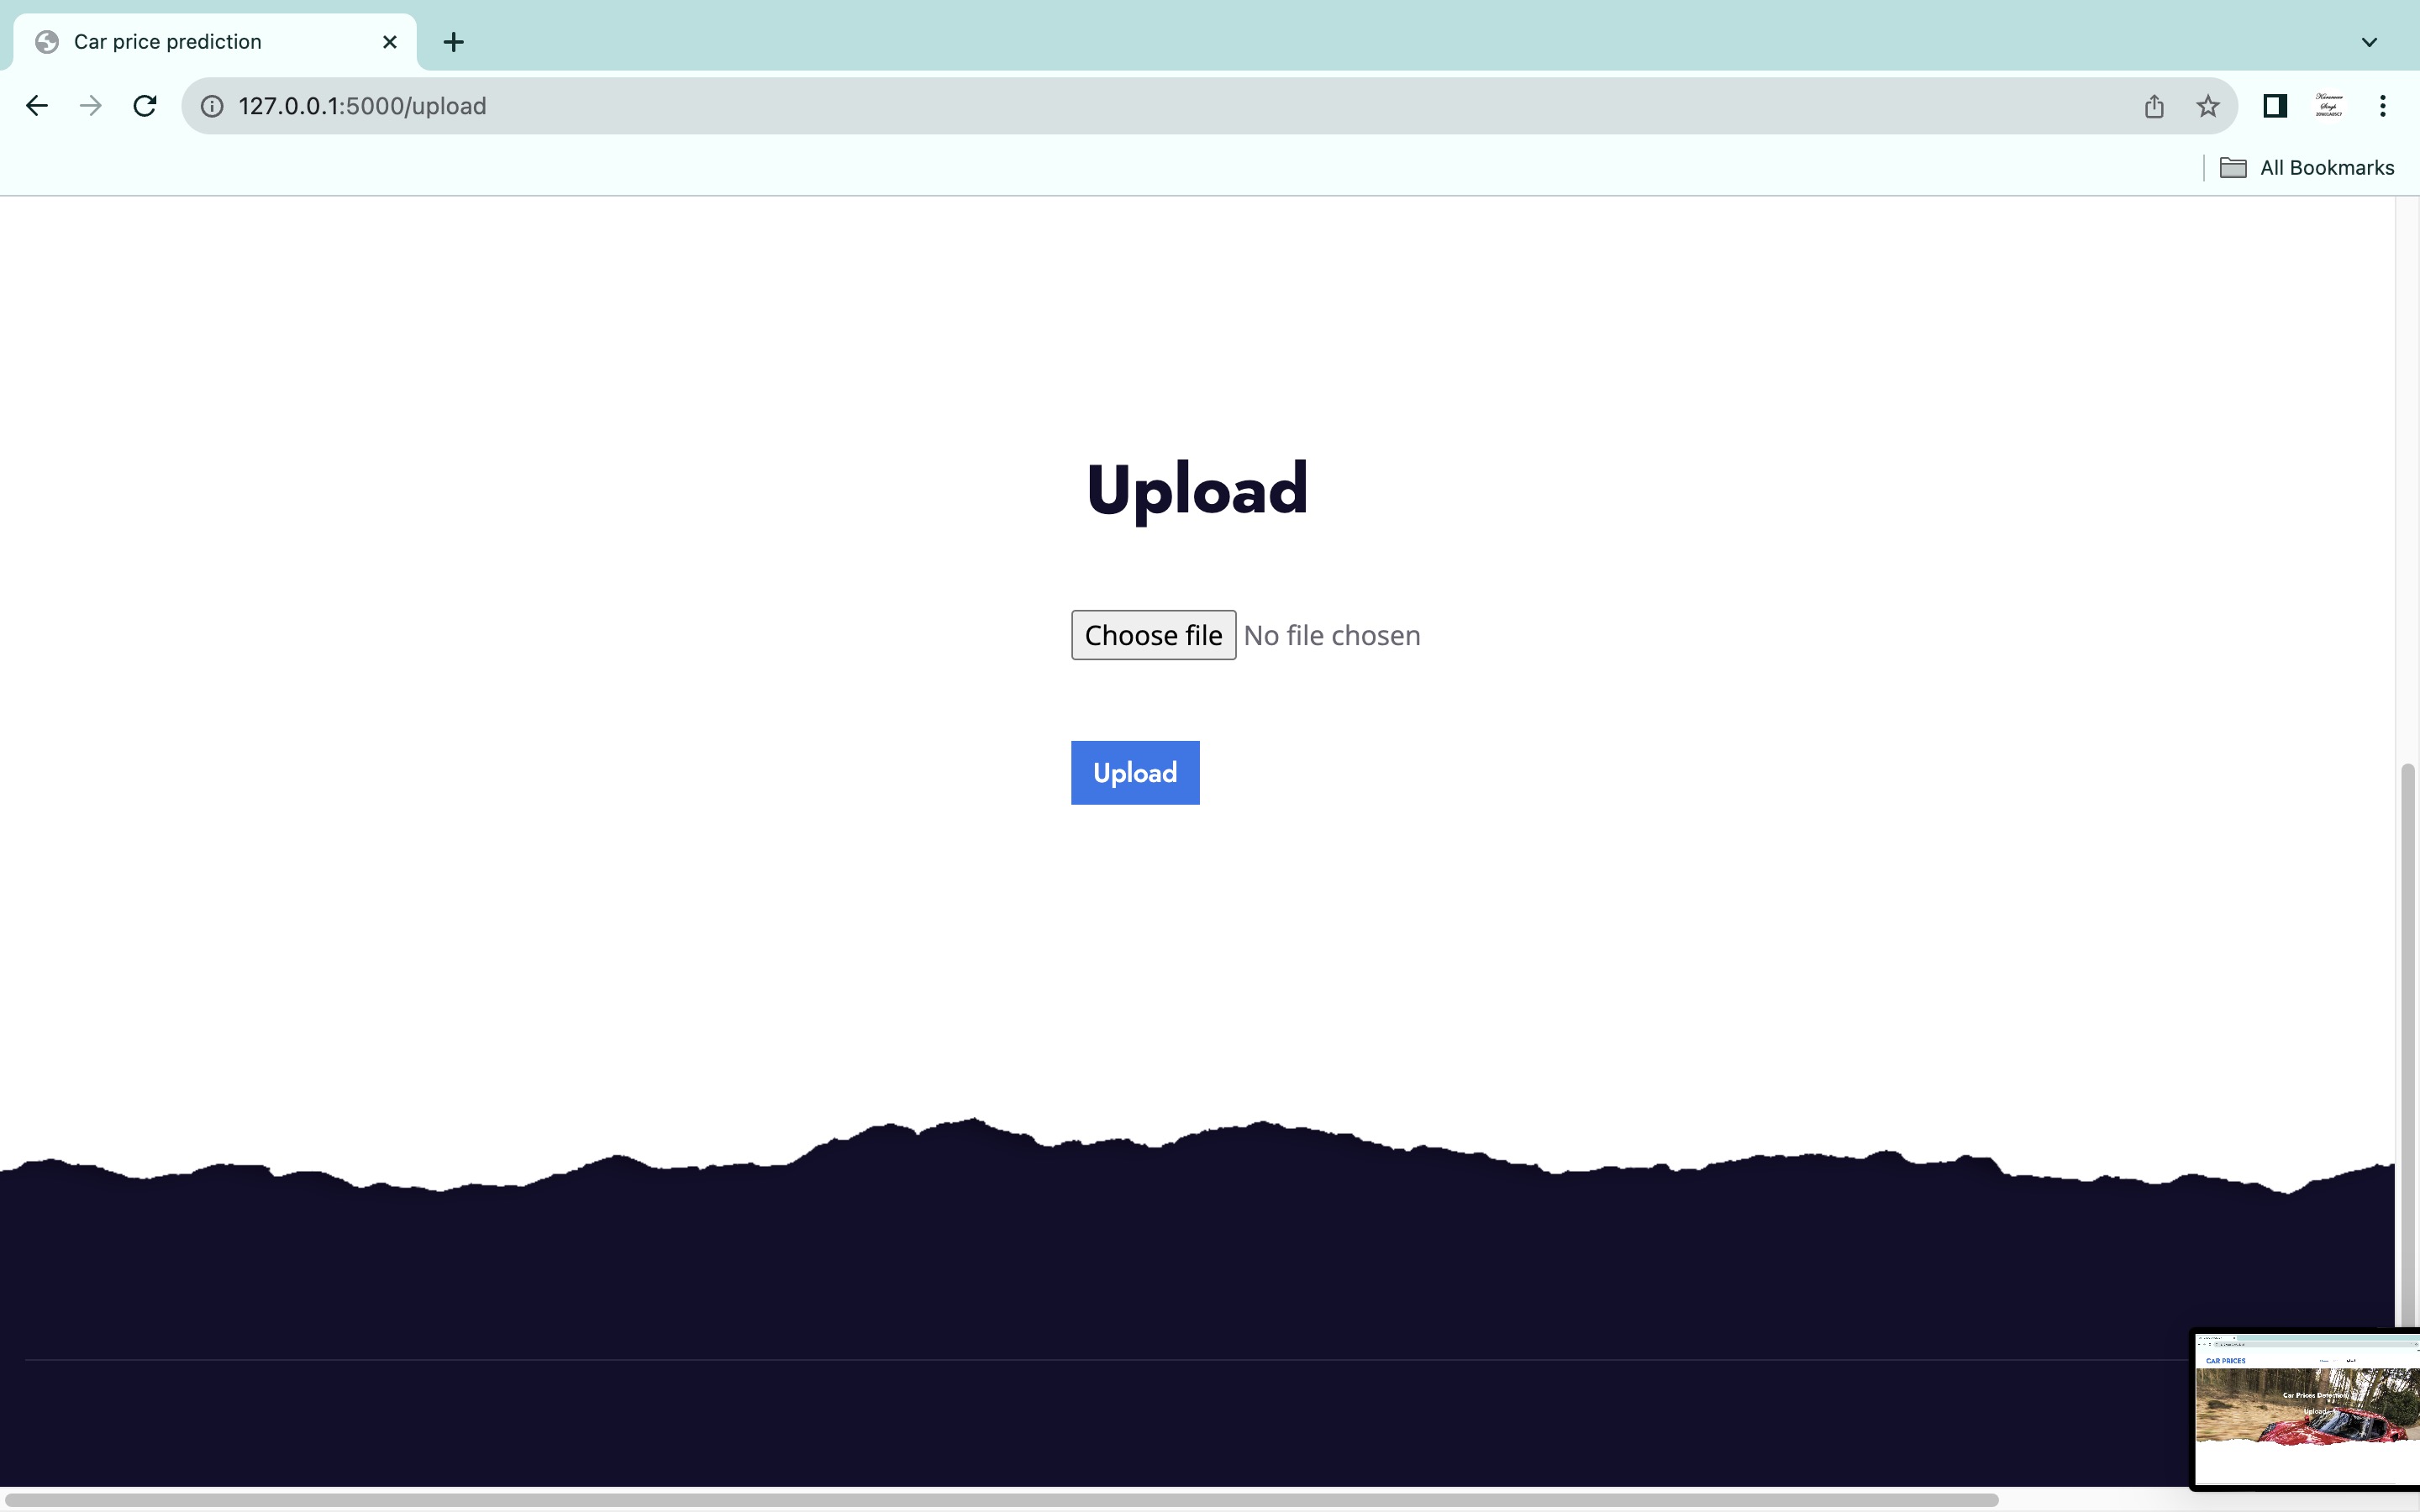 Car price prediction
127.0.0.1:5000/upload
All Bookmarks
Upload
Choose file No file chosen
Upload
CAR PRICES
Car Prices Detection
Upload